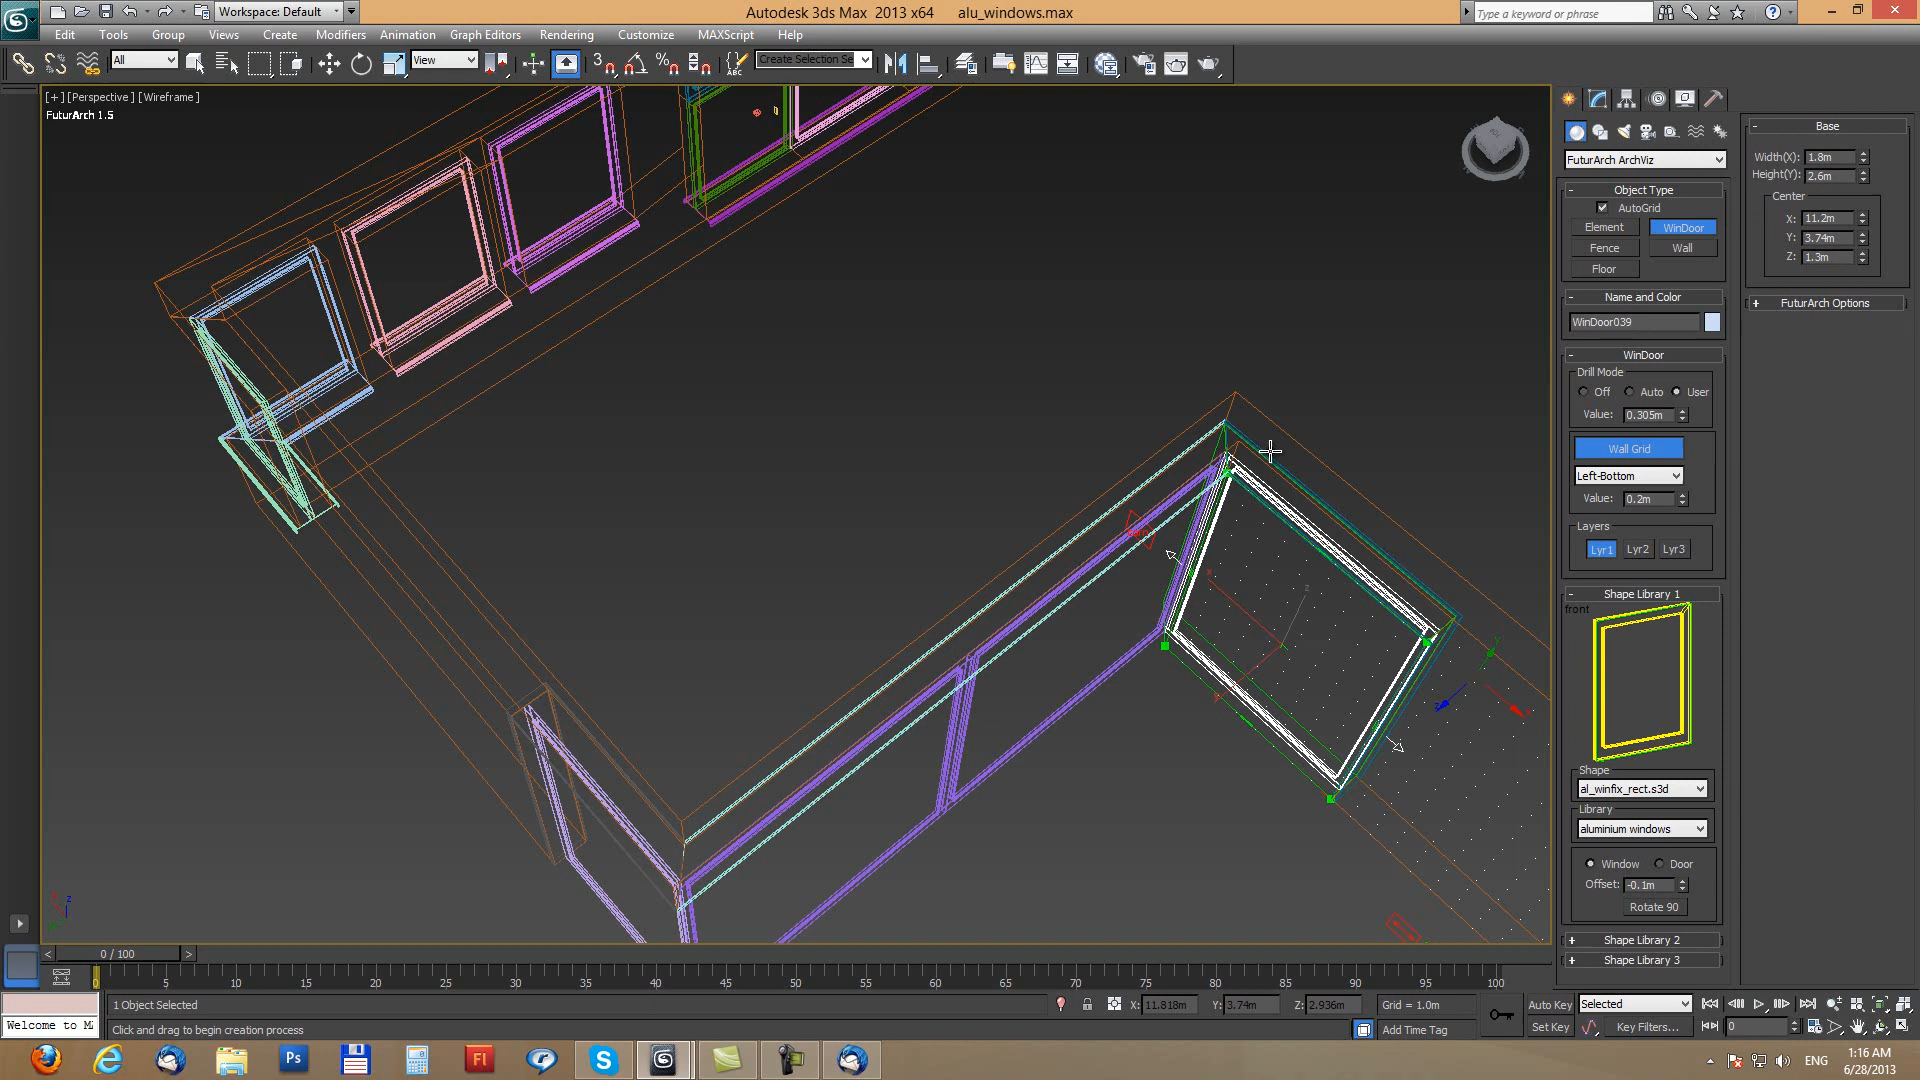 Workspace: Default
Autodesk 3ds Max 2013 x64 alu_windows.max
Type a keyword or phrase
Edit Tools Group Views Create Modifiers Animation Graph Editors Rendering Customize MAXScript Help
All
View
3
Create Selection Se
[+] [Perspective ] [Wireframe ]
FuturArch 1.5
FuturArch ArchViz
Object Type
AutoGrid
Element WinDoor
Fence Wall
Floor
Name and Color
WinDoor039
WinDoor
Drill Mode
Off Auto User
Value: 0.305m
Wall Grid
Left-Bottom
Value: 0.2m
Layers
Lyr1 Lyr2 Lyr3
Shape Library 1
front
Shape
al_winfix_rect.s3d
Library
aluminium windows
Window Door
Offset: -0.1m
Rotate 90
Shape Library 2
Shape Library 3
Base
Width(X): 1.8m
Height(Y): 2.6m
Center
X: 11.2m
Y: 3.74m
Z: 1.3m
FuturArch Options
0 / 100
0 5 10 15 20 25 30 35 40 45 50 55 60 65 70 75 80 85 90 95 100
1 Object Selected
X: 11.818m Y: 3.74m Z: 2.936m
Grid = 1.0m
Auto Key Selected
Welcome to M
Click and drag to begin creation process
Add Time Tag
Set Key Key Filters...
0
Ps
Fl
S
ENG
1:16 AM
6/28/2013